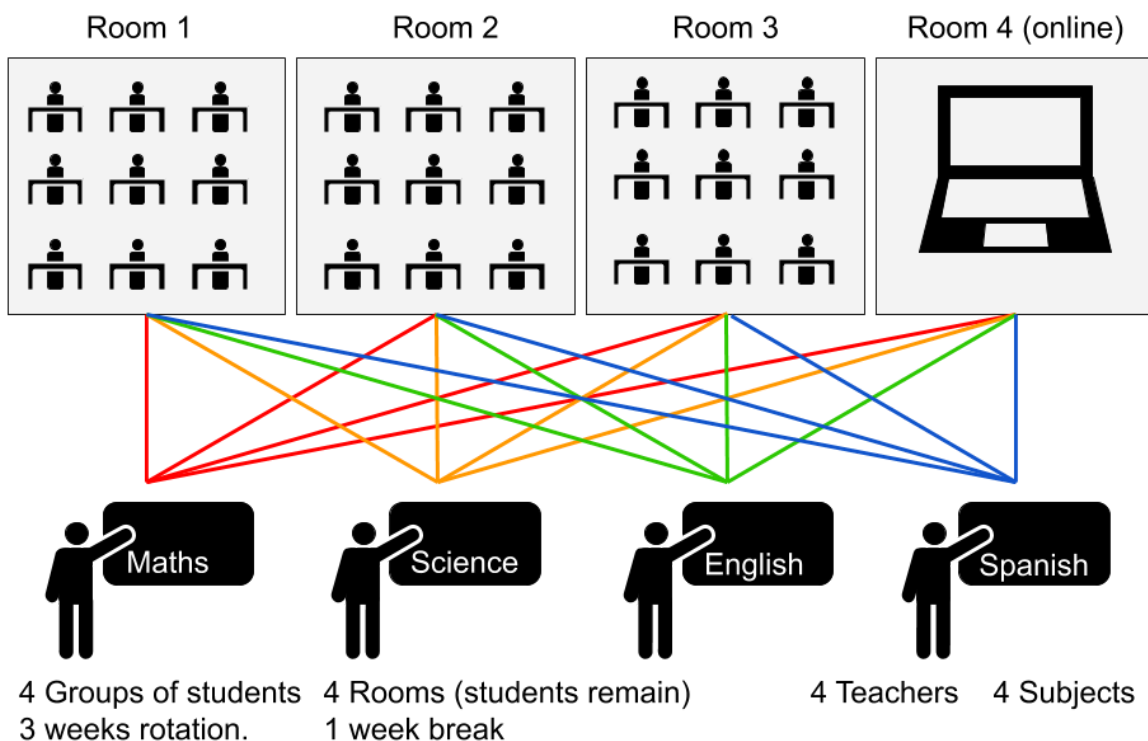 Room 1
Room 2
Room 3
Room 4 (online)
Maths
Science
English
Spanish
4 Groups of students
3 weeks rotation.
4 Rooms (students remain)
1 week break
4 Teachers
4 Subjects